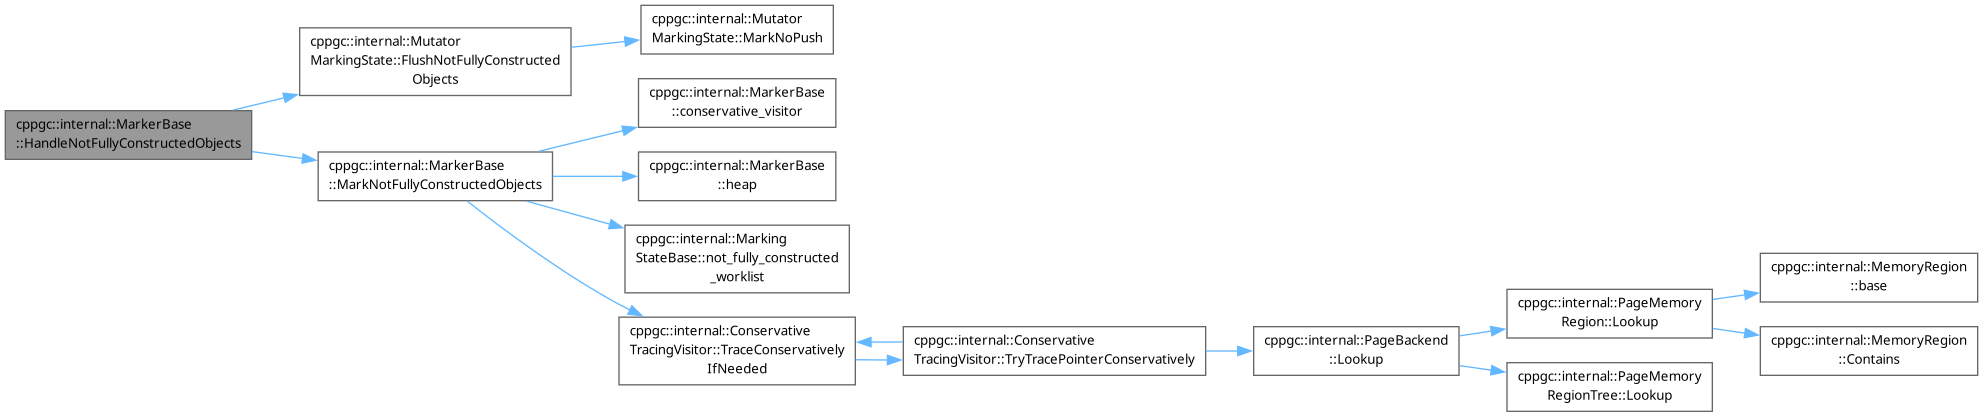 cppgc::internal::MarkerBase
::HandleNotFullyConstructedObjects
cppgc::internal::Mutator
MarkingState::FlushNotFullyConstructed
Objects
cppgc::internal::Mutator
MarkingState::MarkNoPush
cppgc::internal::MarkerBase
::MarkNotFullyConstructedObjects
cppgc::internal::MarkerBase
::conservative_visitor
cppgc::internal::MarkerBase
::heap
cppgc::internal::Marking
StateBase::not_fully_constructed
_worklist
cppgc::internal::Conservative
TracingVisitor::TraceConservatively
IfNeeded
cppgc::internal::Conservative
TracingVisitor::TryTracePointerConservatively
cppgc::internal::PageBackend
::Lookup
cppgc::internal::PageMemory
Region::Lookup
cppgc::internal::MemoryRegion
::base
cppgc::internal::MemoryRegion
::Contains
cppgc::internal::PageMemory
RegionTree::Lookup